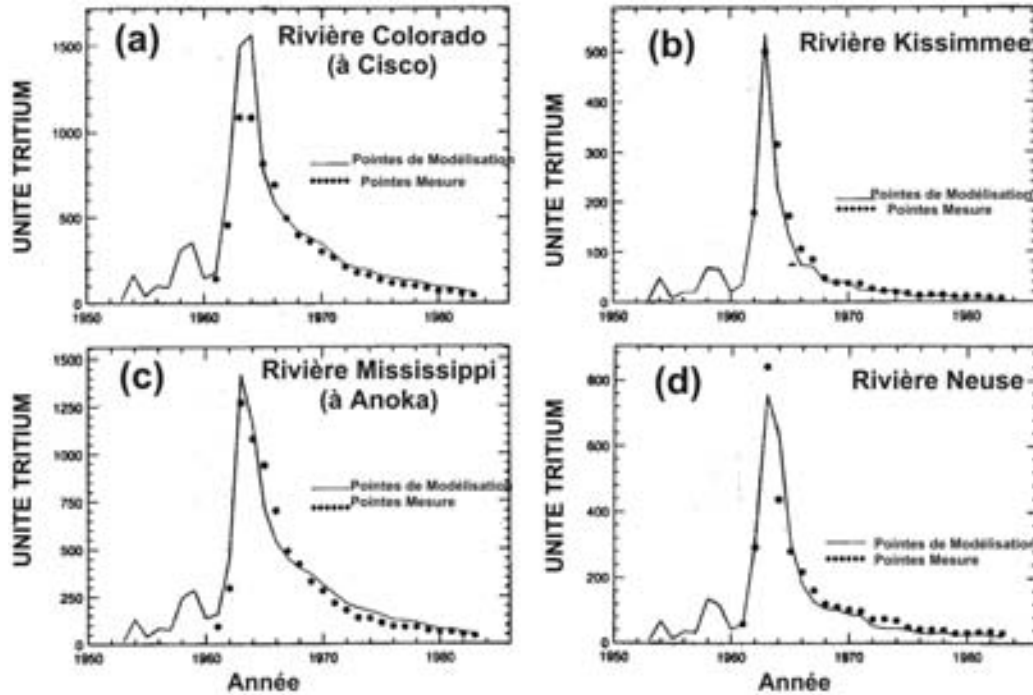 (a)
Rivière Colorado
(à Cisco)
UNITE TRITIUM
1500
1000
500
0
Pointes de Modélisation
Pointes Mesure
1950
1960
1970
1980
(b)
Rivière Kissimmee
UNITE TRITIUM
500
400
300
200
100
0
Pointes de Modélisation
Pointes Mesure
1950
1960
1970
1980
(c)
Rivière Mississippi
(à Anoka)
UNITE TRITIUM
1500
1250
1000
750
500
250
0
Pointes de Modélisation
Pointes Mesure
1950
1960
1970
1980
Année
(d)
Rivière Neuse
UNITE TRITIUM
800
600
400
200
0
Pointes de Modélisation
Pointes Mesure
1950
1960
1970
1980
Année